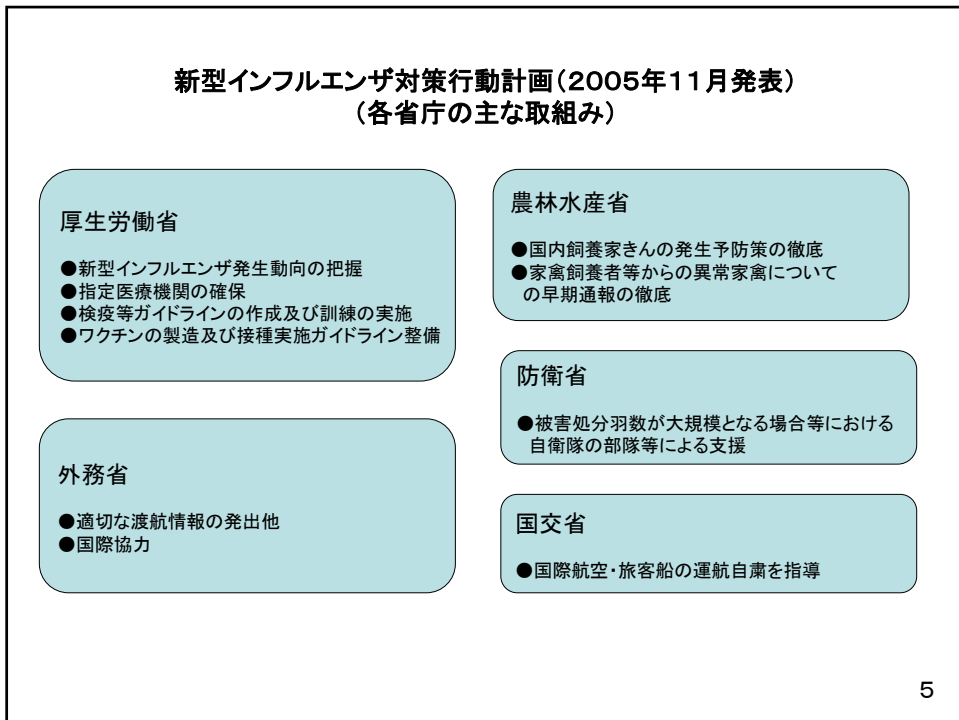 新型インフルエンザ対策行動計画(2005年11月発表)
(各省庁の主な取組み)
厚生労働省
●新型インフルエンザ発生動向の把握
●指定医療機関の確保
●検疫等ガイドラインの作成及び訓練の実施
●ワクチンの製造及び接種実施ガイドライン整備
外務省
●適切な渡航情報の発出他
●国際協力
農林水産省
●国内飼養家きんの発生予防策の徹底
●家禽飼養者等からの異常家禽について
の早期通報の徹底
防衛省
●被害処分羽数が大規模となる場合等における
自衛隊の部隊等による支援
国交省
●国際航空・旅客船の運航自粛を指導
5